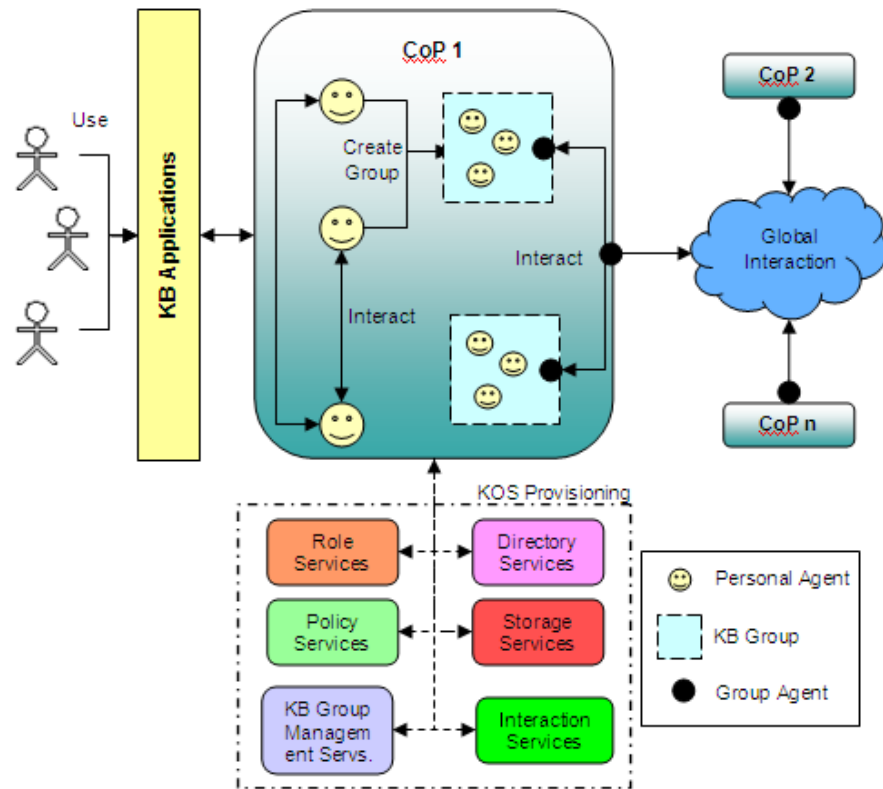 Use
KB Applications
CoP 1
Create
Group
Interact
Interact
CoP 2
Global
Interaction
CoP n
KOS Provisioning
Role
Services
Directory
Services
Policy
Services
Storage
Services
KB Group
Managem
ent Servs.
Interaction
Services
Personal Agent
KB Group
Group Agent